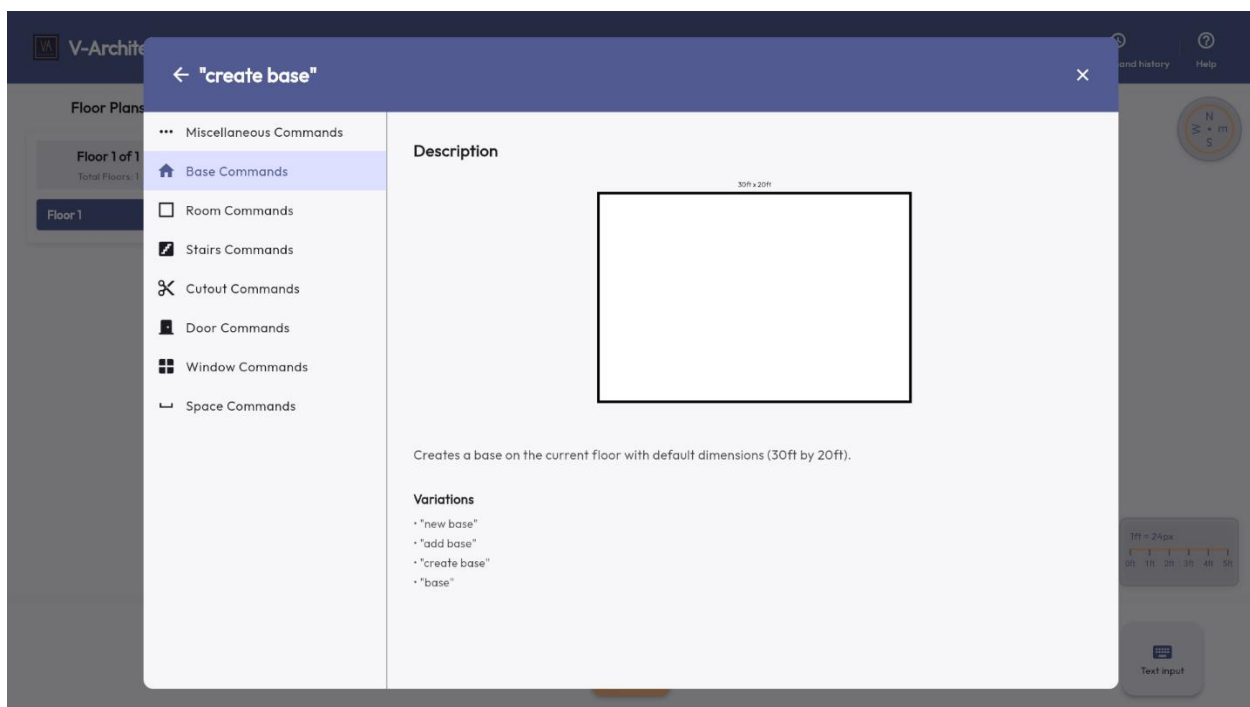 VA V-Archite
and history
Help
← "create base" ×
Floor Plans
Floor 1 of 1
Total Floors: 1
Floor 1
Miscellaneous Commands
Base Commands
Room Commands
Stairs Commands
Cutout Commands
Door Commands
Window Commands
Space Commands
Description
30ft x 20ft
Creates a base on the current floor with default dimensions (30ft by 20ft).
Variations
• "new base"
• "add base"
• "create base"
• "base"
N
S
1ft = 24px
0ft 1ft 2ft 3ft 4ft 5ft
Text input